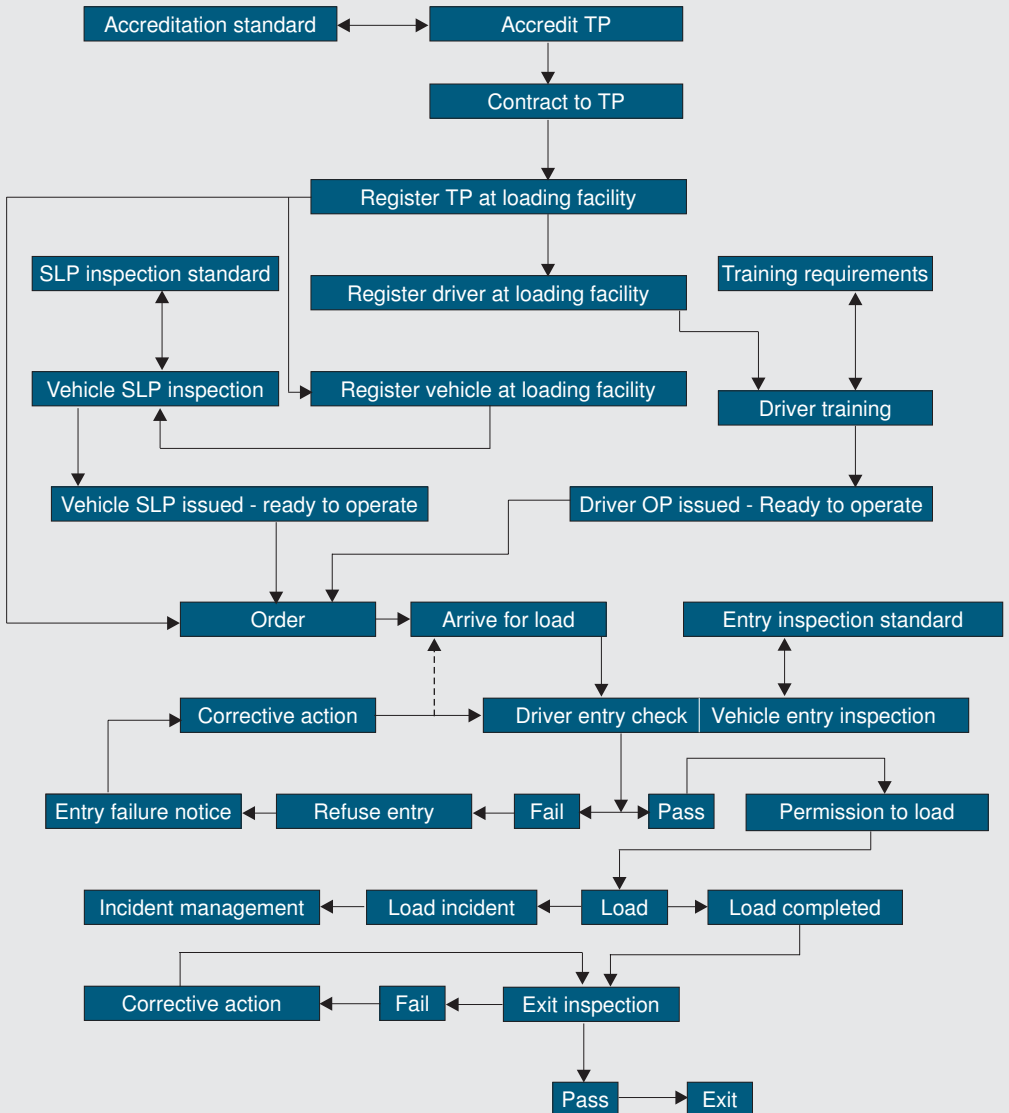 Accreditation standard
Accredit TP
Contract to TP
Register TP at loading facility
SLP inspection standard
Register driver at loading facility
Training requirements
Vehicle SLP inspection
Register vehicle at loading facility
Driver training
Vehicle SLP issued - ready to operate
Driver OP issued - Ready to operate
Order
Arrive for load
Entry inspection standard
Corrective action
Driver entry check
Vehicle entry inspection
Entry failure notice
Refuse entry
Fail
Pass
Permission to load
Incident management
Load incident
Load
Load completed
Corrective action
Fail
Exit inspection
Pass
Exit